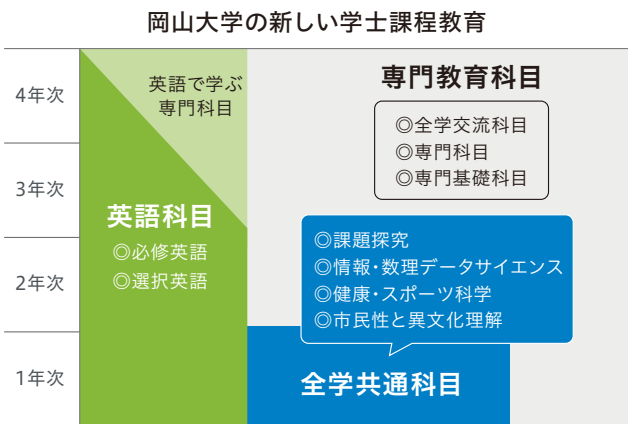 岡山大学の新しい学士課程教育
4年次
3年次
2年次
1年次
英語で学ぶ
専門科目
英語科目
◎必修英語
◎選択英語
専門教育科目
◎全学交流科目
◎専門科目
◎専門基礎科目
◎課題探究
◎情報・数理データサイエンス
◎健康・スポーツ科学
◎市民性と異文化理解
全学共通科目